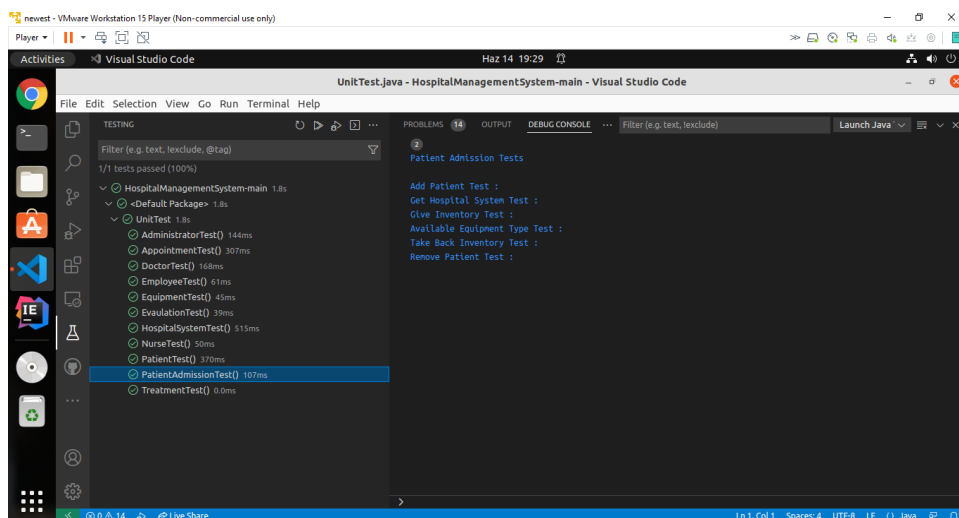 newest - VMware Workstation 15 Player (Non-commercial use only)
Player
Activities Visual Studio Code Haz 14 19:29
UnitTest.java - HospitalManagementSystem-main - Visual Studio Code
File Edit Selection View Go Run Terminal Help
TESTING
Filter (e.g. text, !exclude, @tag)
1/1 tests passed (100%)
HospitalManagementSystem-main 1.8s
<Default Package> 1.8s
UnitTest 1.8s
AdministratorTest() 144ms
AppointmentTest() 307ms
DoctorTest() 168ms
EmployeeTest() 61ms
EquipmentTest() 45ms
EvaulationTest() 39ms
HospitalSystemTest() 515ms
NurseTest() 50ms
PatientTest() 370ms
PatientAdmissionTest() 107ms
TreatmentTest() 0.0ms
PROBLEMS 14 OUTPUT DEBUG CONSOLE ... Filter (e.g. text, !exclude) Launch Java
2
Patient Admission Tests
Add Patient Test :
Get Hospital System Test :
Give Inventory Test :
Available Equipment Type Test :
Take Back Inventory Test :
Remove Patient Test :
>
0 14 Live Share Ln 1, Col 1 Spaces: 4 UTF-8 LF {} Java